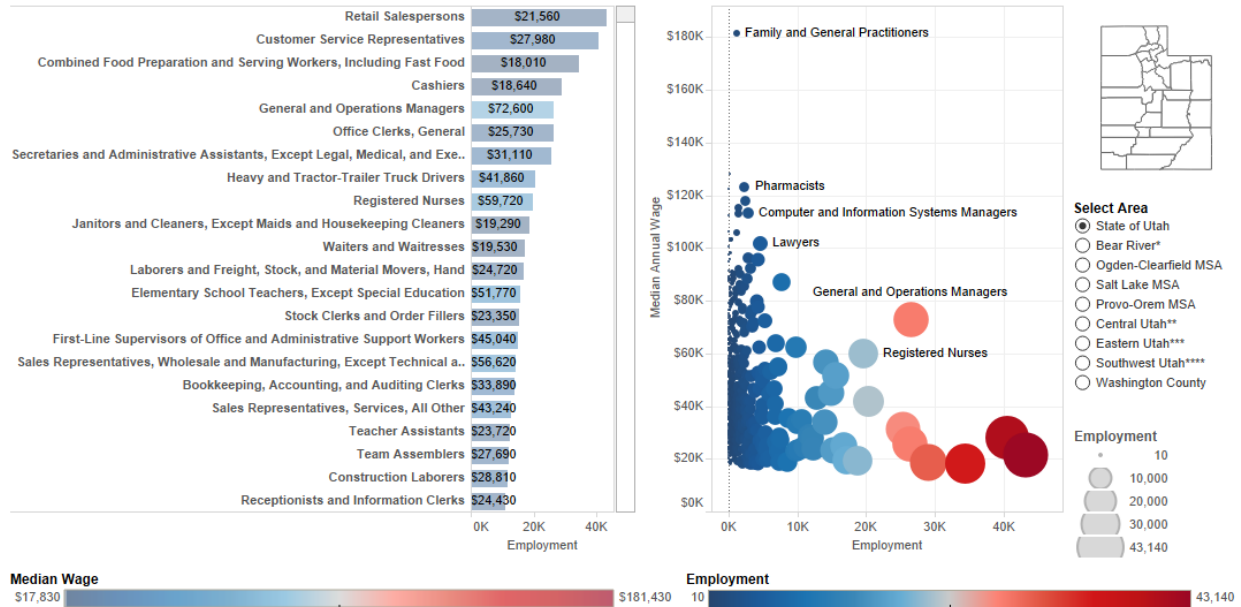 Retail Salespersons $21,560
Customer Service Representatives $27,980
Combined Food Preparation and Serving Workers, Including Fast Food $18,010
Cashiers $18,640
General and Operations Managers $72,600
Office Clerks, General $25,730
Secretaries and Administrative Assistants, Except Legal, Medical, and Exe.. $31,110
Heavy and Tractor-Trailer Truck Drivers $41,860
Registered Nurses $59,720
Janitors and Cleaners, Except Maids and Housekeeping Cleaners $19,290
Waiters and Waitresses $19,530
Laborers and Freight, Stock, and Material Movers, Hand $24,720
Elementary School Teachers, Except Special Education $51,770
Stock Clerks and Order Fillers $23,350
First-Line Supervisors of Office and Administrative Support Workers $45,040
Sales Representatives, Wholesale and Manufacturing, Except Technical a.. $56,620
Bookkeeping, Accounting, and Auditing Clerks $33,890
Sales Representatives, Services, All Other $43,240
Teacher Assistants $23,720
Team Assemblers $27,690
Construction Laborers $28,810
Receptionists and Information Clerks $24,430
0K 20K 40K
Employment
Median Annual Wage
$180K
$160K
$140K
$120K
$100K
$80K
$60K
$40K
$20K
$0K
Family and General Practitioners
Pharmacists
Computer and Information Systems Managers
Lawyers
General and Operations Managers
Registered Nurses
0K 10K 20K 30K 40K
Employment
Select Area
State of Utah
Bear River*
Ogden-Clearfield MSA
Salt Lake MSA
Provo-Orem MSA
Central Utah**
Eastern Utah***
Southwest Utah****
Washington County
Employment
10
10,000
20,000
30,000
43,140
Median Wage
$17,830 $181,430
Employment
10 43,140